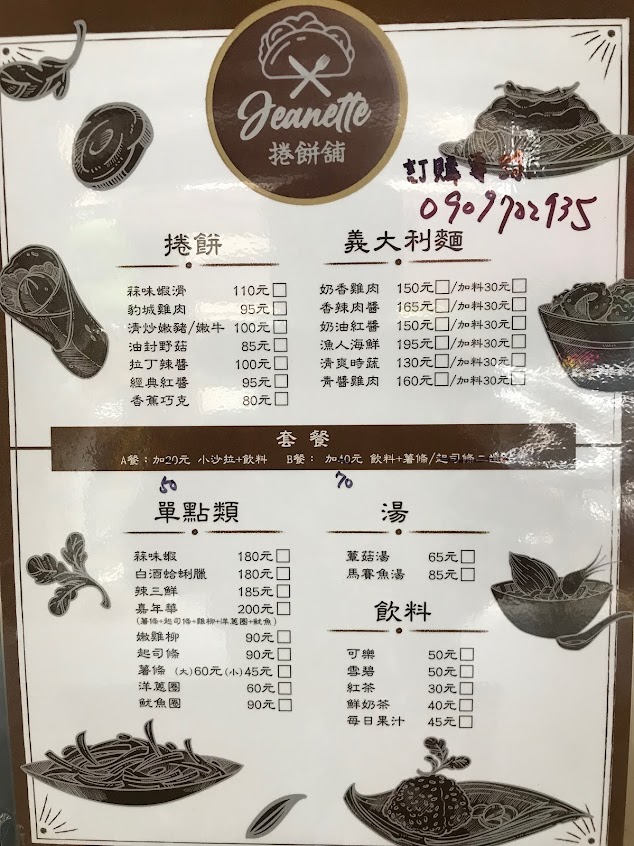 Jeanette
捲餅舖
訂購專
0909702935
捲餅
蒜味蝦滑 110元
豹城雞肉 95元
清炒嫩豬/嫩牛 100元
油封野菇 85元
拉丁辣醬 100元
經典紅醬 95元
香蕉巧克 80元
義大利麵
奶香雞肉 150元 /加料30元
香辣肉醬 165元 /加料30元
奶油紅醬 150元 /加料30元
漁人海鮮 195元 /加料30元
清爽時蔬 130元 /加料30元
青醬雞肉 160元 /加料30元
套餐
A餐:加20元 小沙拉+飲料 B餐: 加40元 飲料+薯條/起司條二
50 70
單點類
蒜味蝦 180元
白酒蛤蜊臘 180元
辣三鮮 185元
嘉年華 200元
(薯條+起司條+雞柳+洋蔥圈+魷魚)
嫩雞柳 90元
起司條 90元
薯條 (大)60元 (小)45元
洋蔥圈 60元
魷魚圈 90元
湯
蕈菇湯 65元
馬賽魚湯 85元
飲料
可樂 50元
雪碧 50元
紅茶 30元
鮮奶茶 40元
每日果汁 45元